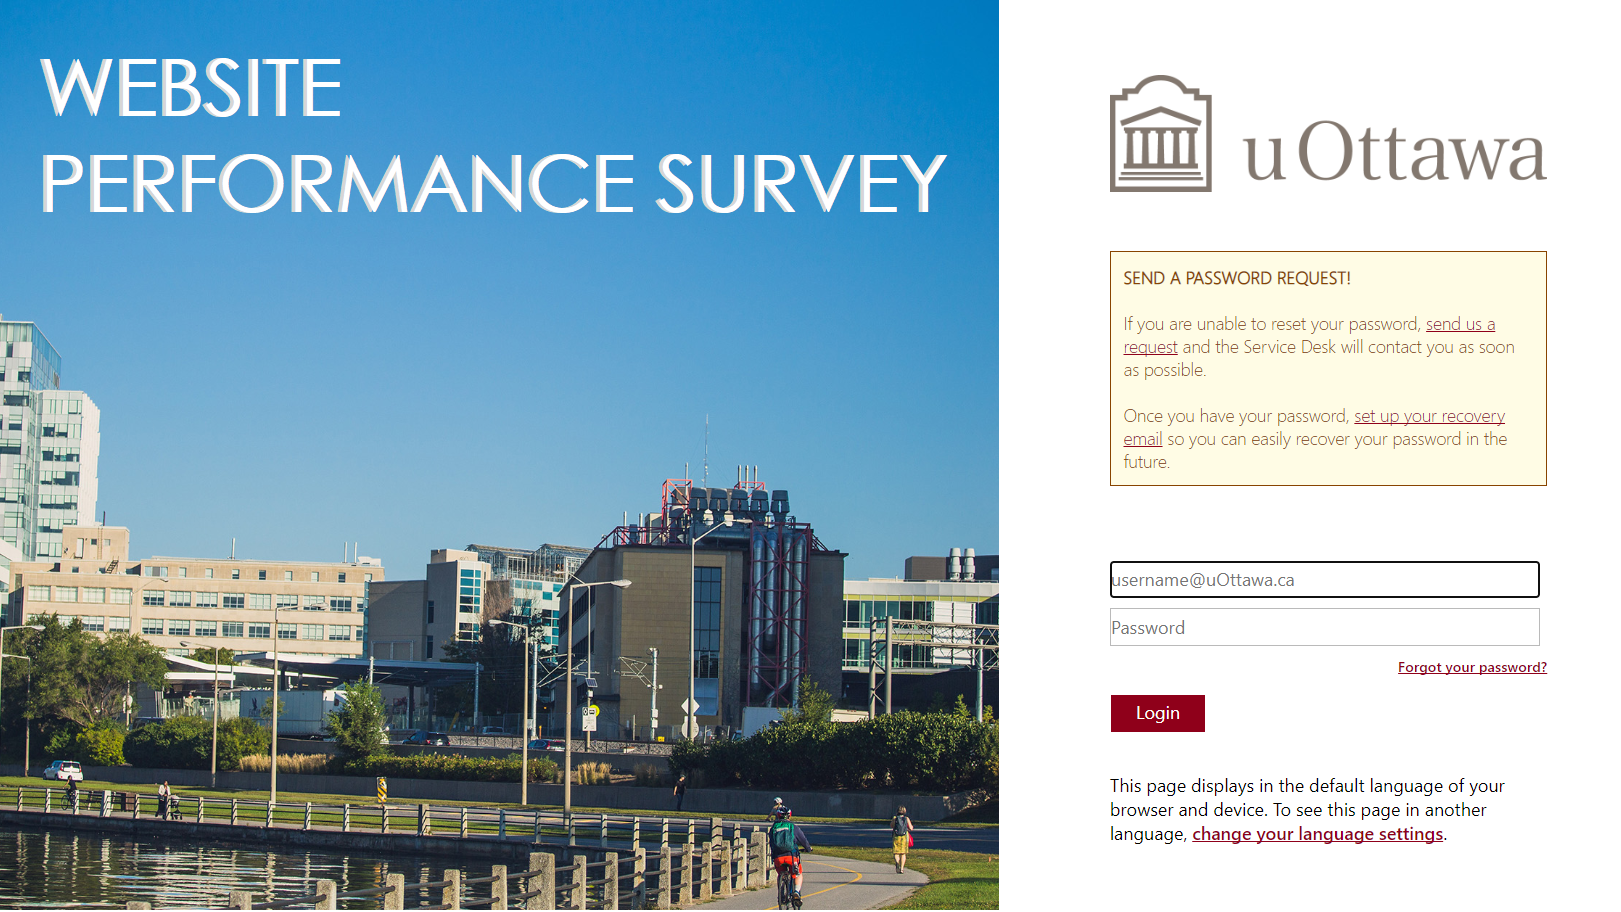 WEBSITE
PERFORMANCE SURVEY
uOttawa
SEND A PASSWORD REQUEST!
If you are unable to reset your password, send us a
request and the Service Desk will contact you as soon
as possible.
Once you have your password, set up your recovery
email so you can easily recover your password in the
future.
username@uOttawa.ca
Password
Forgot your password?
Login
This page displays in the default language of your
browser and device. To see this page in another
language, change your language settings.